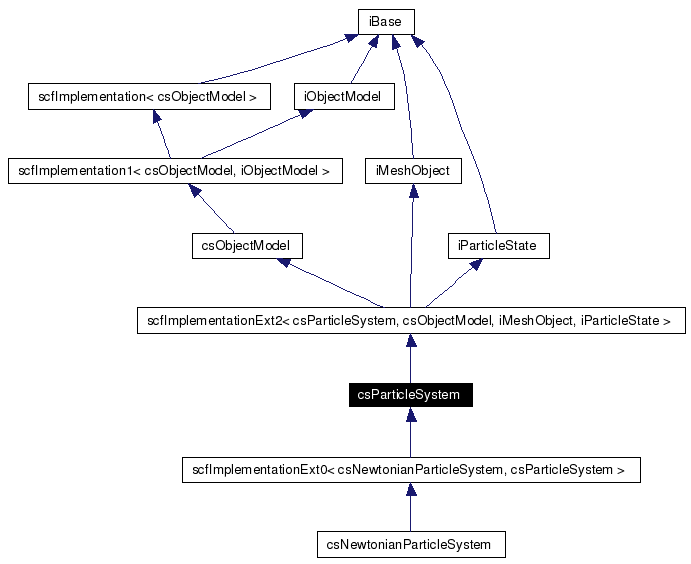 iBase
scfImplementation< csObjectModel >
iObjectModel
scfImplementation1< csObjectModel, iObjectModel >
iMeshObject
csObjectModel
iParticleState
scfImplementationExt2< csParticleSystem, csObjectModel, iMeshObject, iParticleState >
csParticleSystem
scfImplementationExt0< csNewtonianParticleSystem, csParticleSystem >
csNewtonianParticleSystem